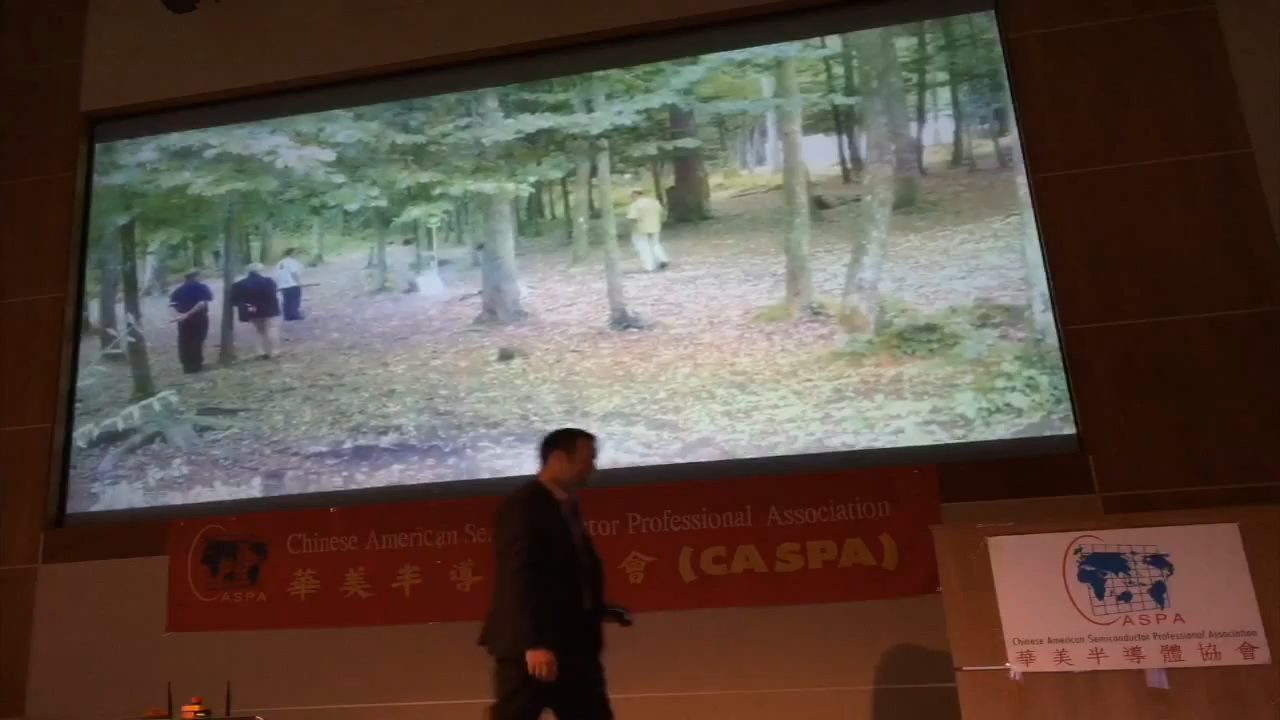 Chinese American Se tor Professional Association
華美半導 會 (CASPA)
ASPA
CASPA
Chinese American Semiconductor Professional Association
華美半導體協會